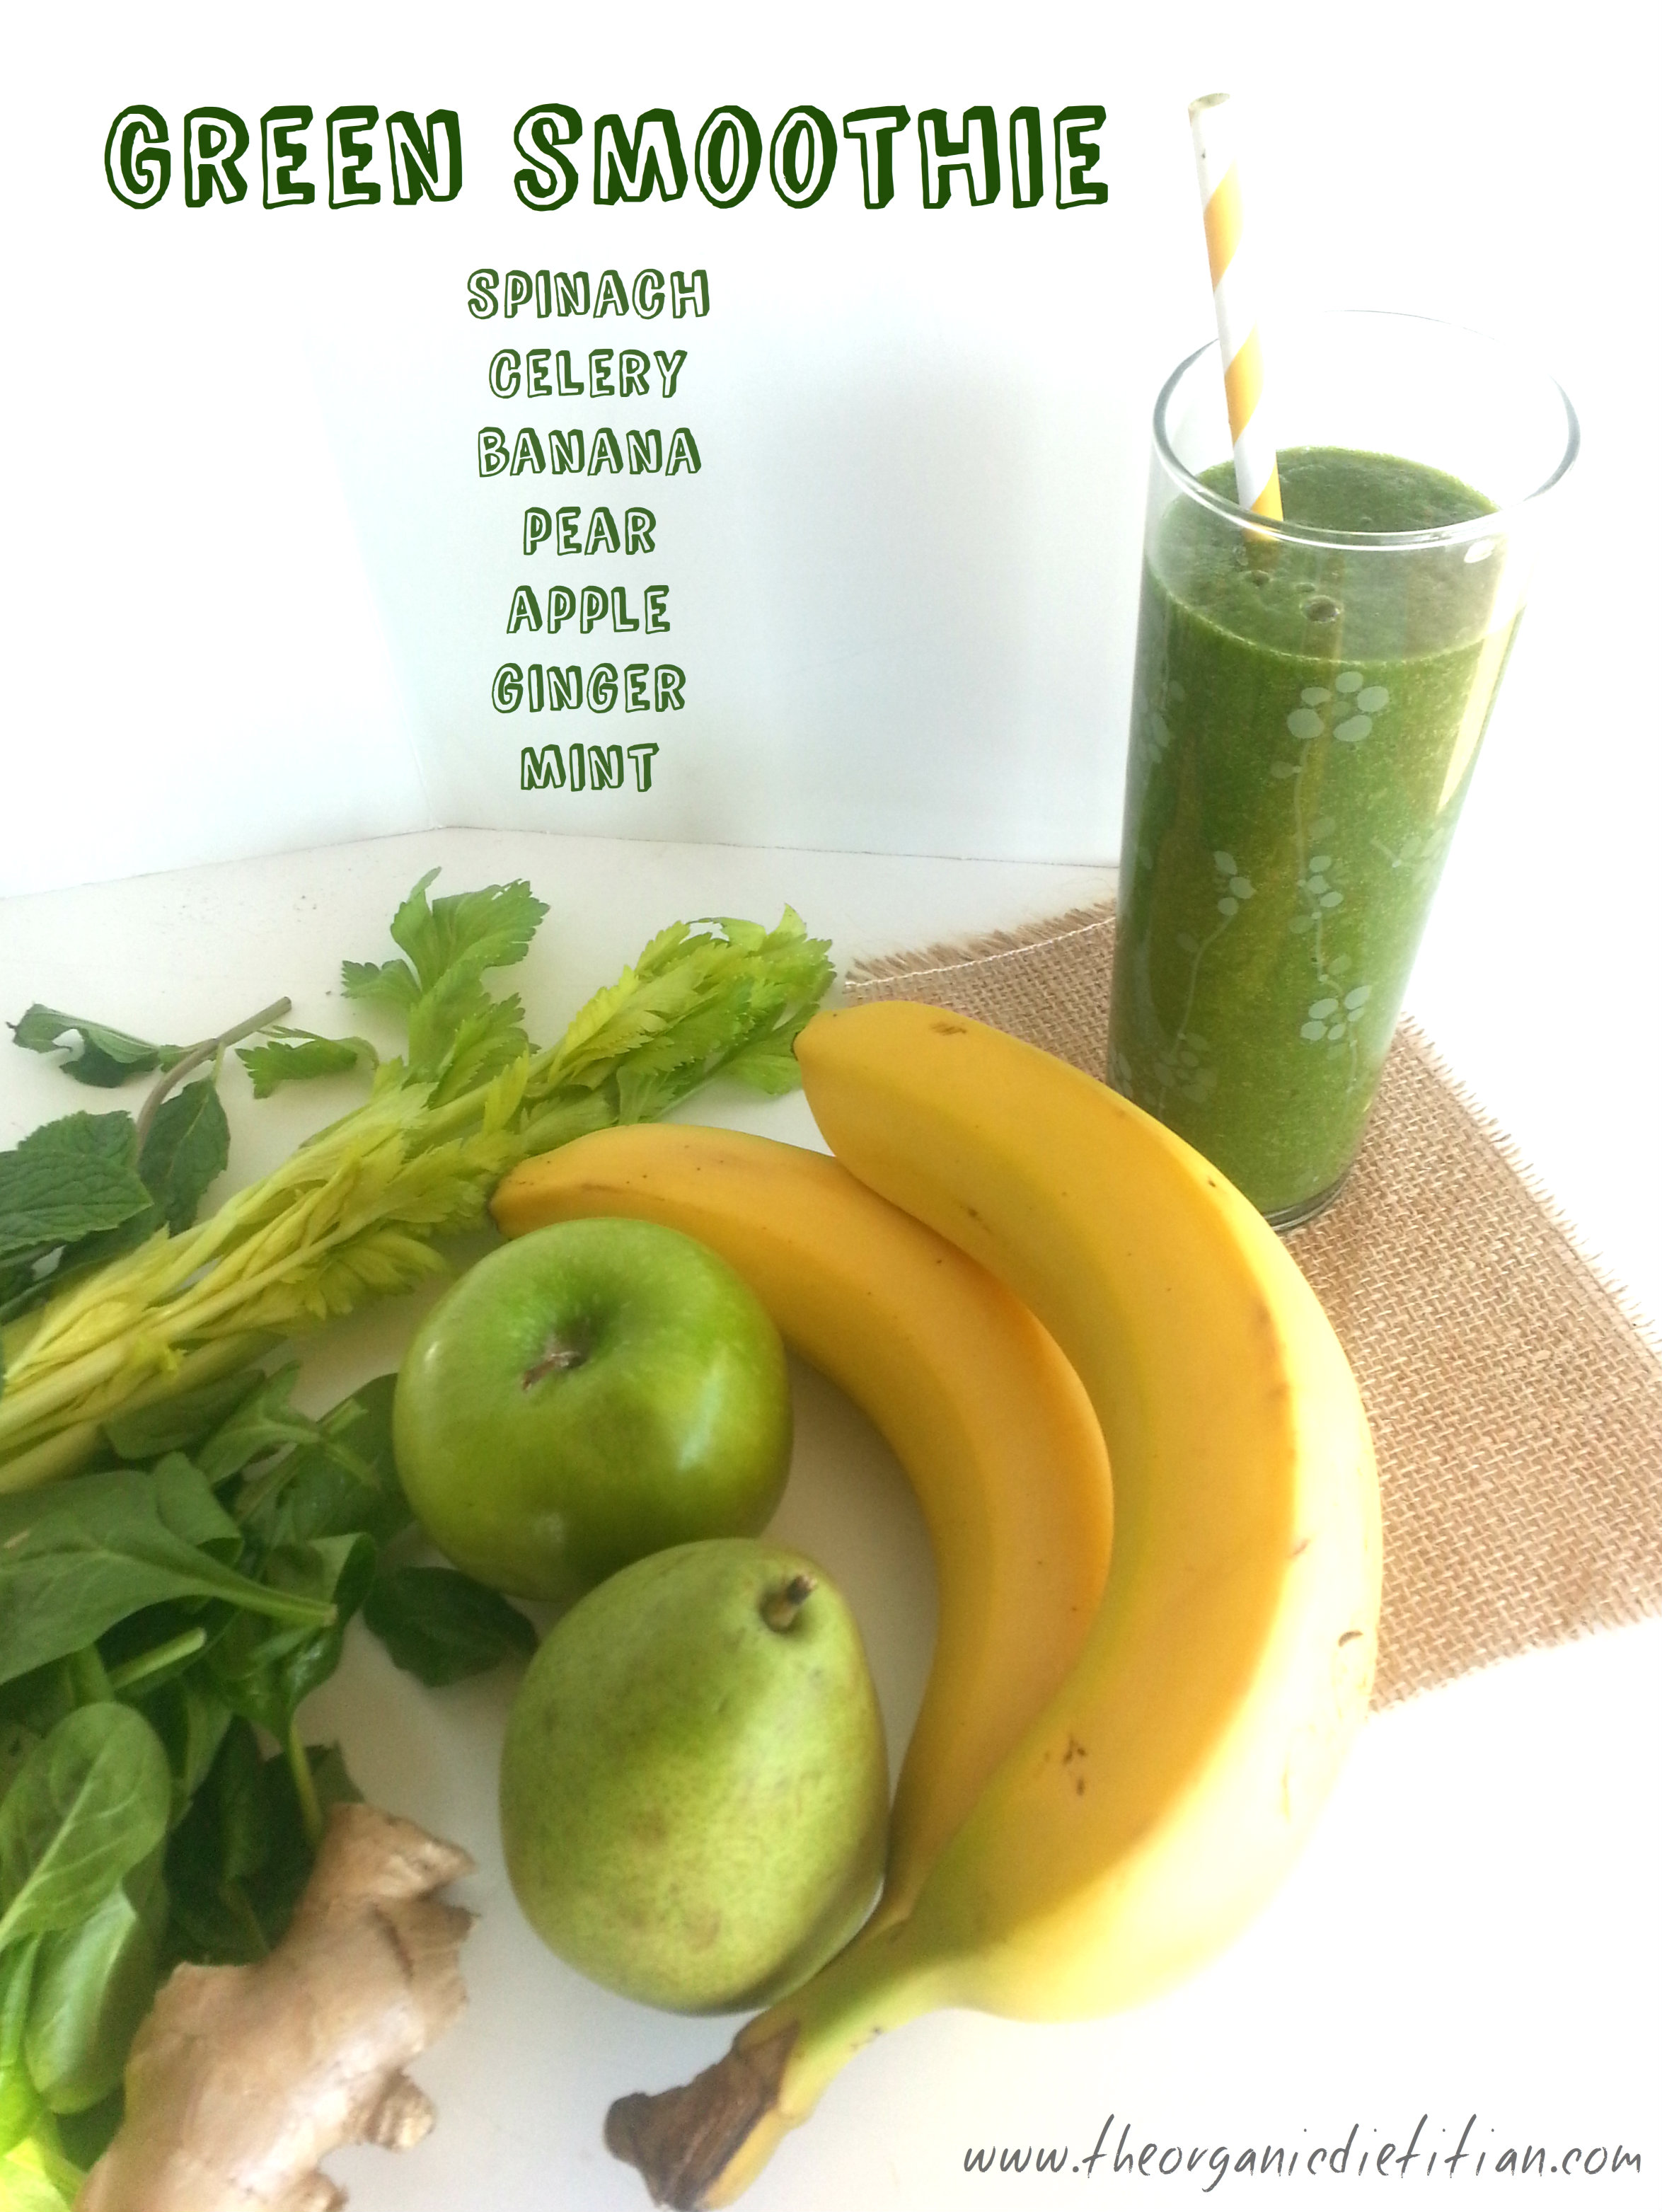 GREEN SMOOTHIE
SPINACH
CELERY
BANANA
PEAR
APPLE
GINGER
MINT
www.theorganicdietitian.com